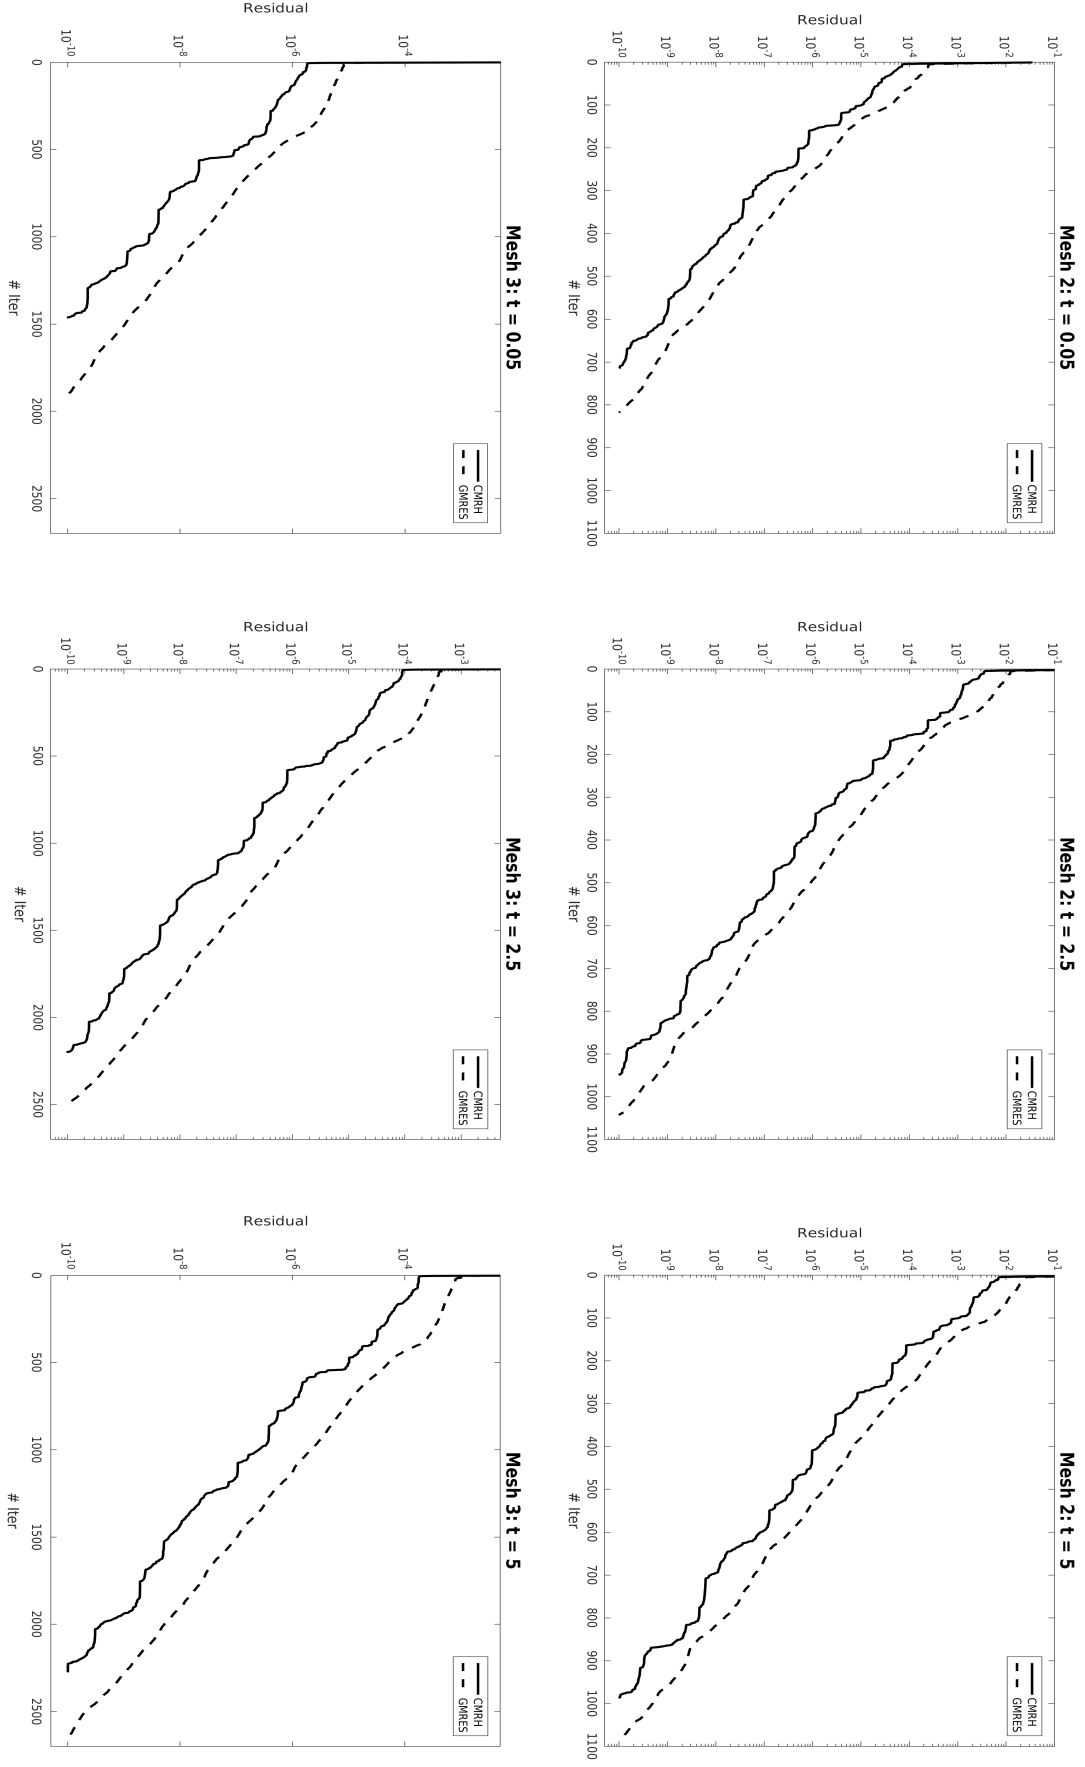 Mesh 2: t = 0.05
CMRH
GMRES
Residual
10⁻¹
10⁻²
10⁻³
10⁻⁴
10⁻⁵
10⁻⁶
10⁻⁷
10⁻⁸
10⁻⁹
10⁻¹⁰
0 100 200 300 400 500 600 700 800 900 1000 1100
# Iter
Mesh 2: t = 2.5
CMRH
GMRES
Residual
10⁻¹
10⁻²
10⁻³
10⁻⁴
10⁻⁵
10⁻⁶
10⁻⁷
10⁻⁸
10⁻⁹
10⁻¹⁰
0 100 200 300 400 500 600 700 800 900 1000 1100
# Iter
Mesh 2: t = 5
CMRH
GMRES
Residual
10⁻¹
10⁻²
10⁻³
10⁻⁴
10⁻⁵
10⁻⁶
10⁻⁷
10⁻⁸
10⁻⁹
10⁻¹⁰
0 100 200 300 400 500 600 700 800 900 1000 1100
# Iter
Mesh 3: t = 0.05
CMRH
GMRES
Residual
10⁻⁴
10⁻⁶
10⁻⁸
10⁻¹⁰
0 500 1000 1500 2000 2500
# Iter
Mesh 3: t = 2.5
CMRH
GMRES
Residual
10⁻³
10⁻⁴
10⁻⁵
10⁻⁶
10⁻⁷
10⁻⁸
10⁻⁹
10⁻¹⁰
0 500 1000 1500 2000 2500
# Iter
Mesh 3: t = 5
CMRH
GMRES
Residual
10⁻⁴
10⁻⁶
10⁻⁸
10⁻¹⁰
0 500 1000 1500 2000 2500
# Iter